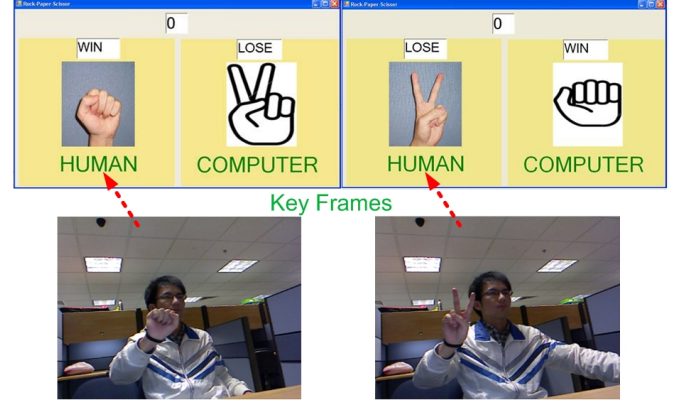 Rock-Paper-Scissor
0
WIN
LOSE
HUMAN
COMPUTER
Rock-Paper-Scissor
0
LOSE
WIN
HUMAN
COMPUTER
Key Frames